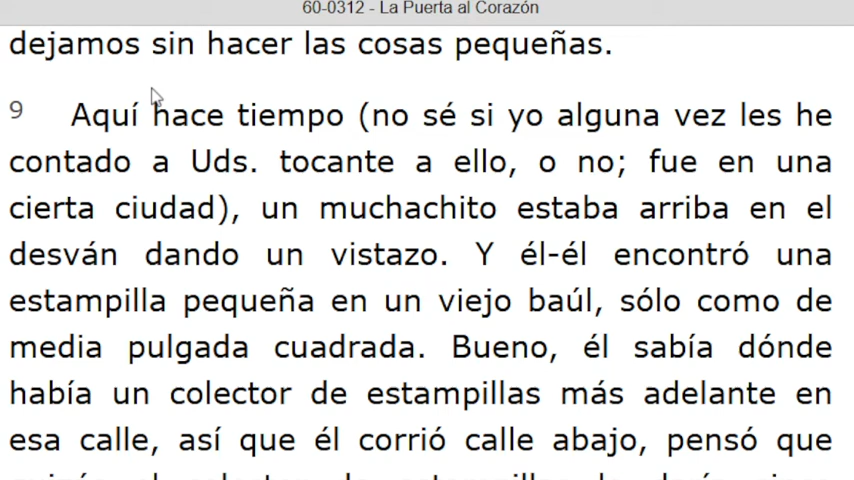 60-0312 - La Puerta al Corazón
dejamos sin hacer las cosas pequeñas.
9 Aquí hace tiempo (no sé si yo alguna vez les he
contado a Uds. tocante a ello, o no; fue en una
cierta ciudad), un muchachito estaba arriba en el
desván dando un vistazo. Y él-él encontró una
estampilla pequeña en un viejo baúl, sólo como de
media pulgada cuadrada. Bueno, él sabía dónde
había un colector de estampillas más adelante en
esa calle, así que él corrió calle abajo, pensó que